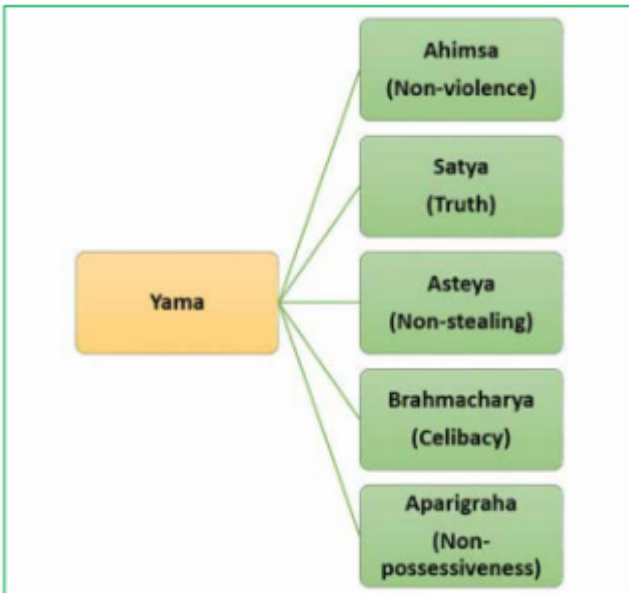 Yama
Ahimsa
(Non-violence)
Satya
(Truth)
Asteya
(Non-stealing)
Brahmacharya
(Celibacy)
Aparigraha
(Non-
possessiveness)